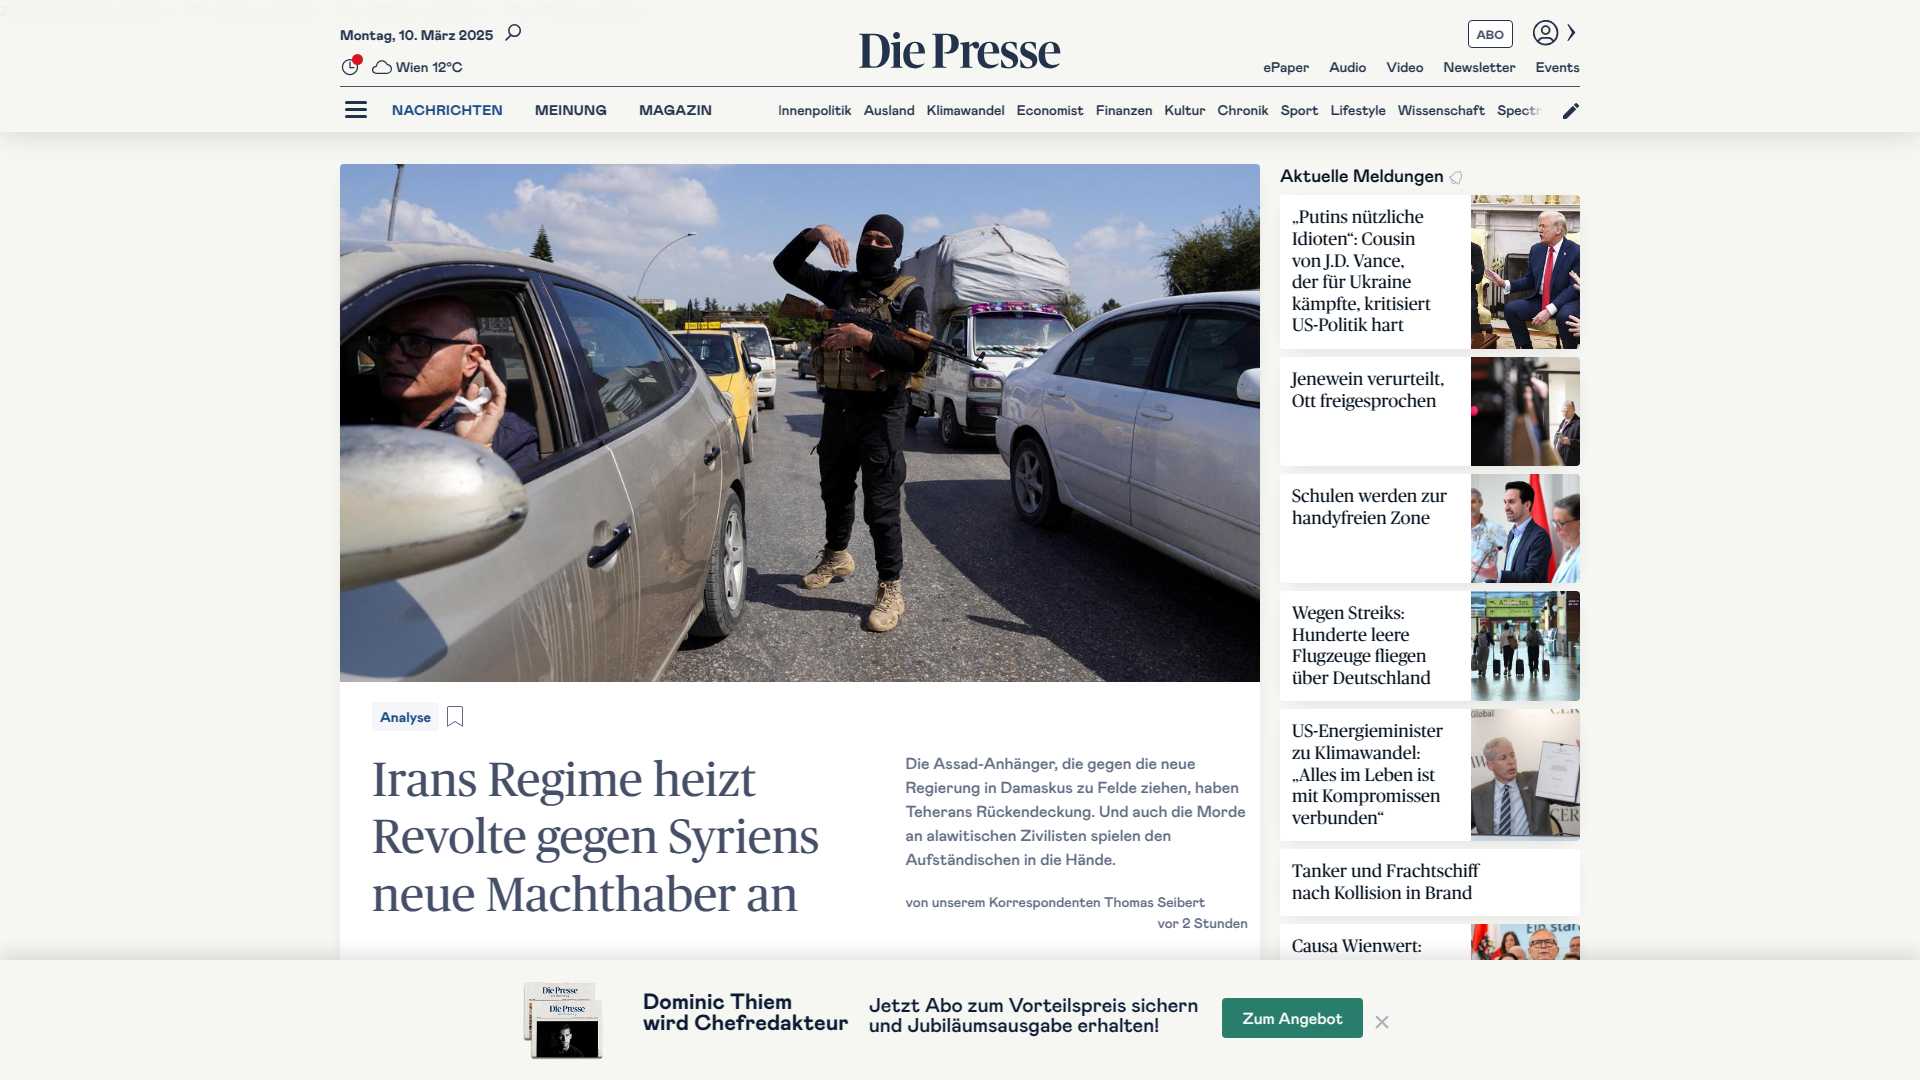 Montag, 10. März 2025
Die Presse
ABO
Wien 12°C
ePaper Audio Video Newsletter Events
NACHRICHTEN MEINUNG MAGAZIN
Innenpolitik Ausland Klimawandel Economist Finanzen Kultur Chronik Sport Lifestyle Wissenschaft Spectr
Analyse
Irans Regime heizt
Revolte gegen Syriens
neue Machthaber an
Die Assad-Anhänger, die gegen die neue
Regierung in Damaskus zu Felde ziehen, haben
Teherans Rückendeckung. Und auch die Morde
an alawitischen Zivilisten spielen den
Aufständischen in die Hände.
von unserem Korrespondenten Thomas Seibert
vor 2 Stunden
Aktuelle Meldungen
„Putins nützliche
Idioten“: Cousin
von J.D. Vance,
der für Ukraine
kämpfte, kritisiert
US-Politik hart
Jenewein verurteilt,
Ott freigesprochen
Schulen werden zur
handyfreien Zone
Wegen Streiks:
Hunderte leere
Flugzeuge fliegen
über Deutschland
US-Energieminister
zu Klimawandel:
„Alles im Leben ist
mit Kompromissen
verbunden“
Global
Tanker und Frachtschiff
nach Kollision in Brand
Causa Wienwert:
Die Presse
Die Presse
Dominic Thiem
wird Chefredakteur
Jetzt Abo zum Vorteilspreis sichern
und Jubiläumsausgabe erhalten!
Zum Angebot